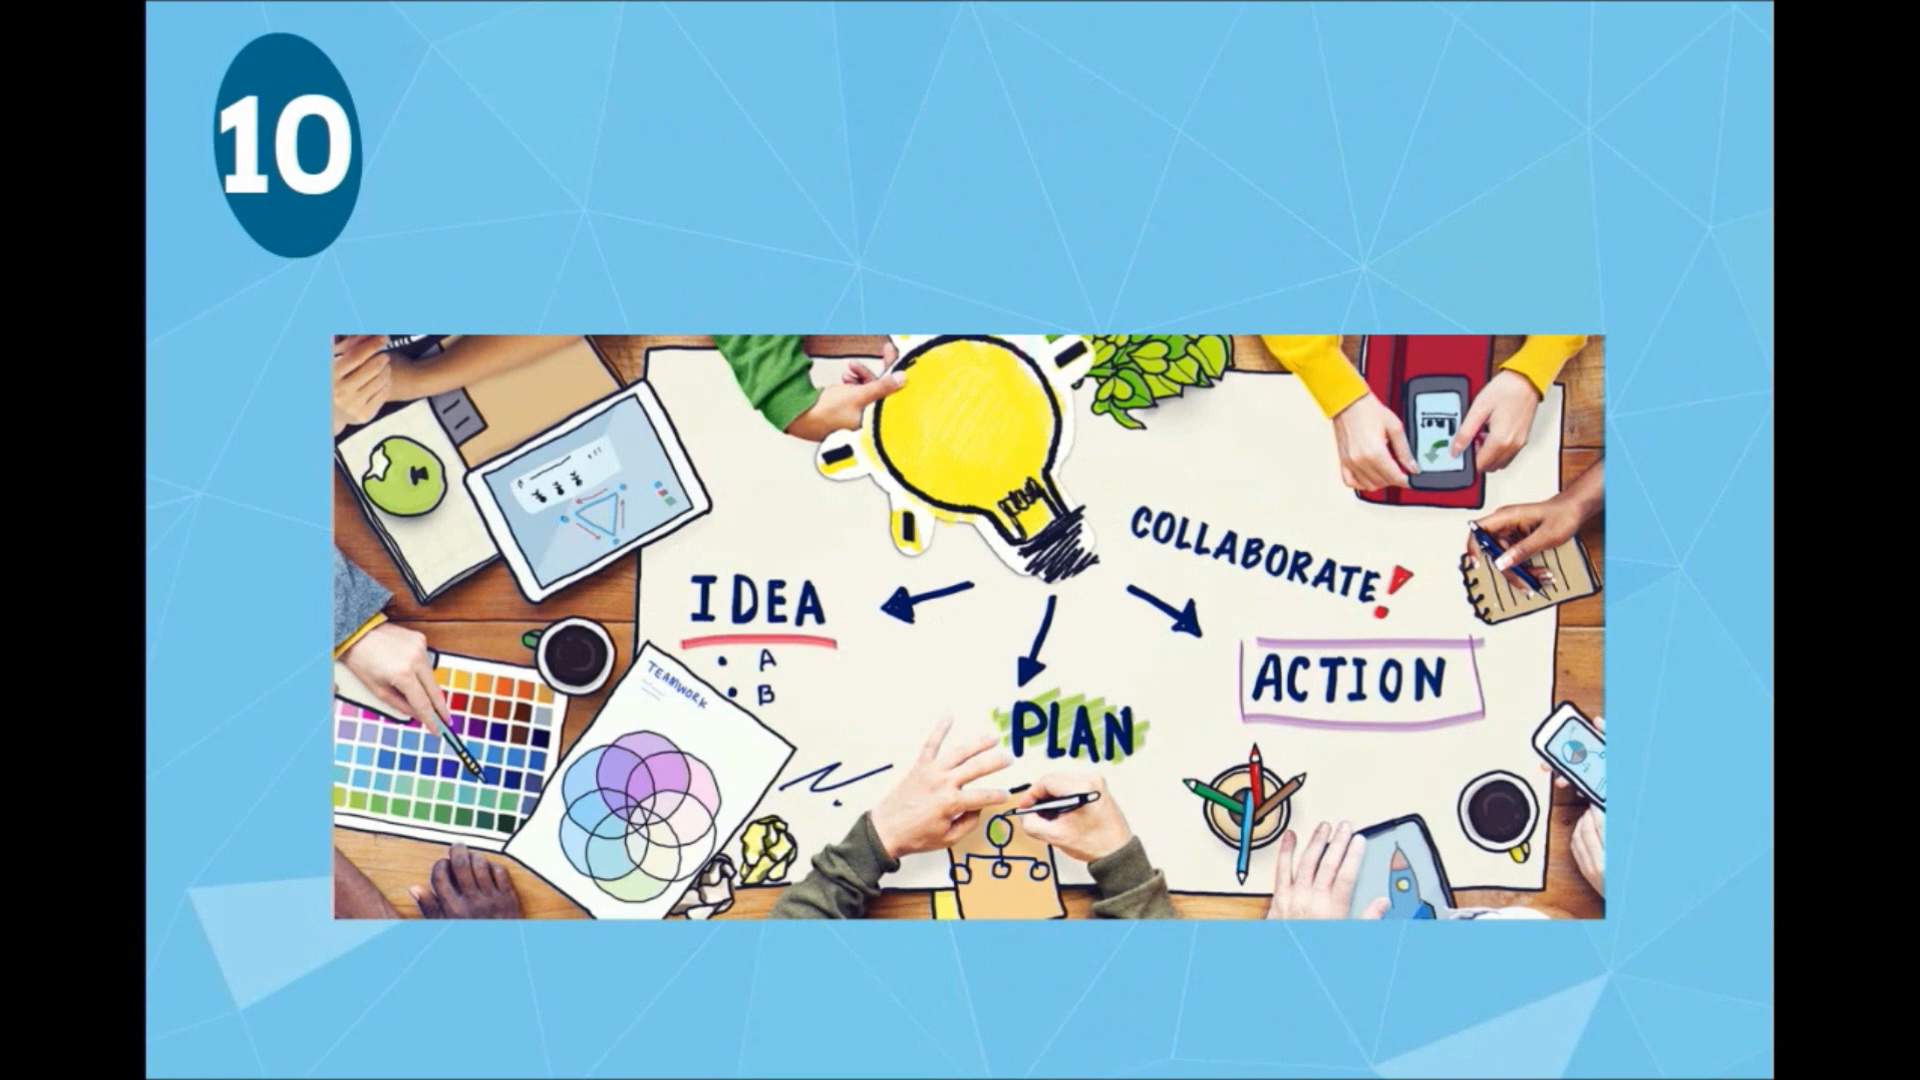 10
COLLABORATE!
IDEA
• A
• B
TEAMWORK
ACTION
PLAN